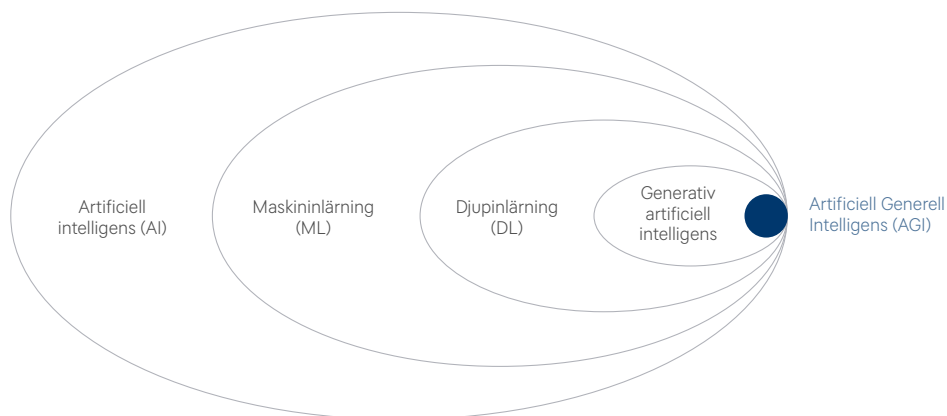 Artificiell
intelligens (AI)
Maskininlärning
(ML)
Djupinlärning
(DL)
Generativ
artificiell
intelligens
Artificiell Generell
Intelligens (AGI)